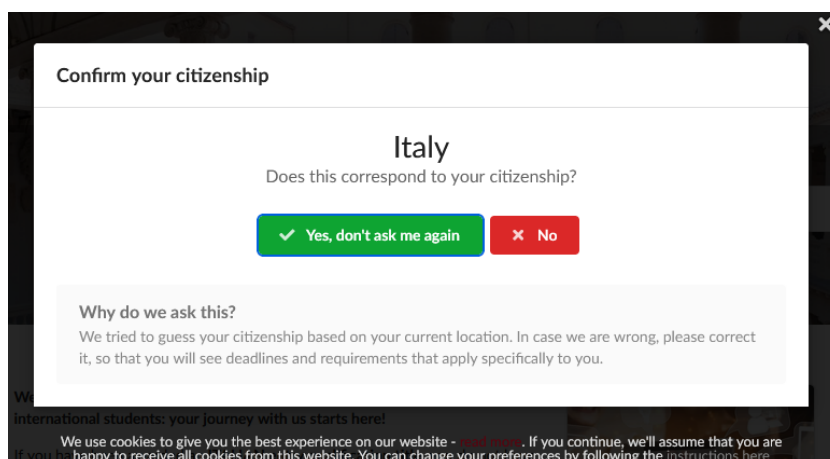 Confirm your citizenship
Italy
Does this correspond to your citizenship?
Yes, don't ask me again
No
Why do we ask this?
We tried to guess your citizenship based on your current location. In case we are wrong, please correct
it, so that you will see deadlines and requirements that apply specifically to you.
We
international students: your journey with us starts here!
We use cookies to give you the best experience on our website - read more. If you continue, we'll assume that you are
If you ha
happy to receive all cookies from this website. You can change your preferences by following the instructions here